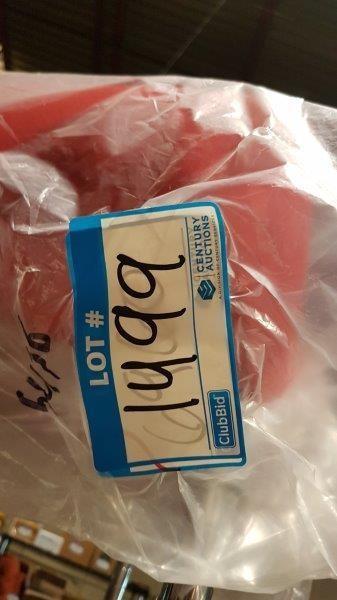 LOT #
1499
CENTURY
AUCTIONS
ClubBid